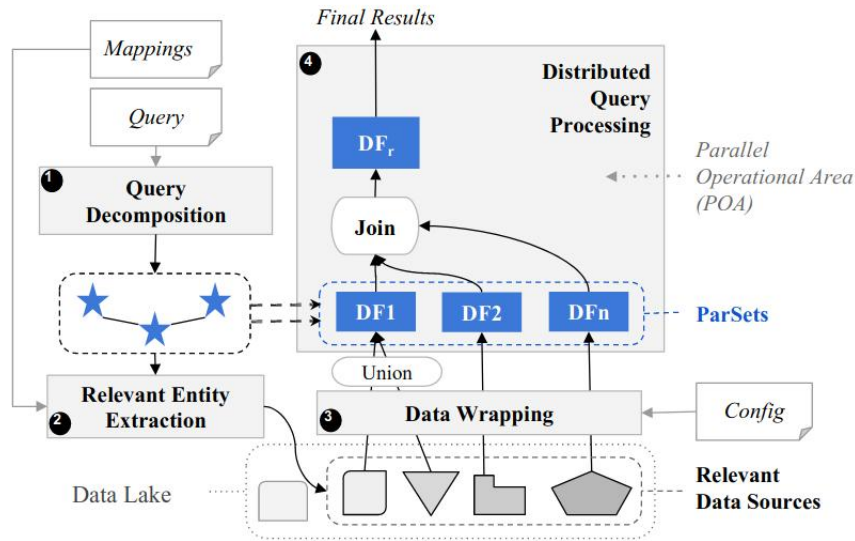 Final Results
Mappings
4
Distributed
Query
Processing
Query
DFr
Parallel
Operational Area
(POA)
1
Query
Decomposition
Join
DF1
DF2
DFn
ParSets
Union
Relevant Entity
Extraction
2
3
Data Wrapping
Config
Data Lake
Relevant
Data Sources